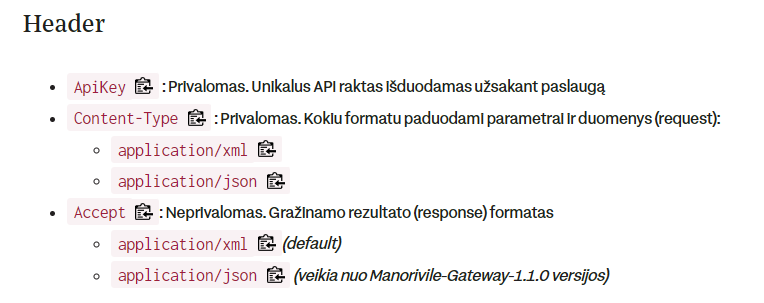 Header
ApiKey : Privalomas. Unikalus API raktas išduodamas užsakant paslaugą
Content-Type : Privalomas. Kokiu formatu paduodami parametrai ir duomenys (request):
application/xml
application/json
Accept : Neprivalomas. Gražinamo rezultato (response) formatas
application/xml (default)
application/json (veikia nuo Manorivile-Gateway-1.1.0 versijos)